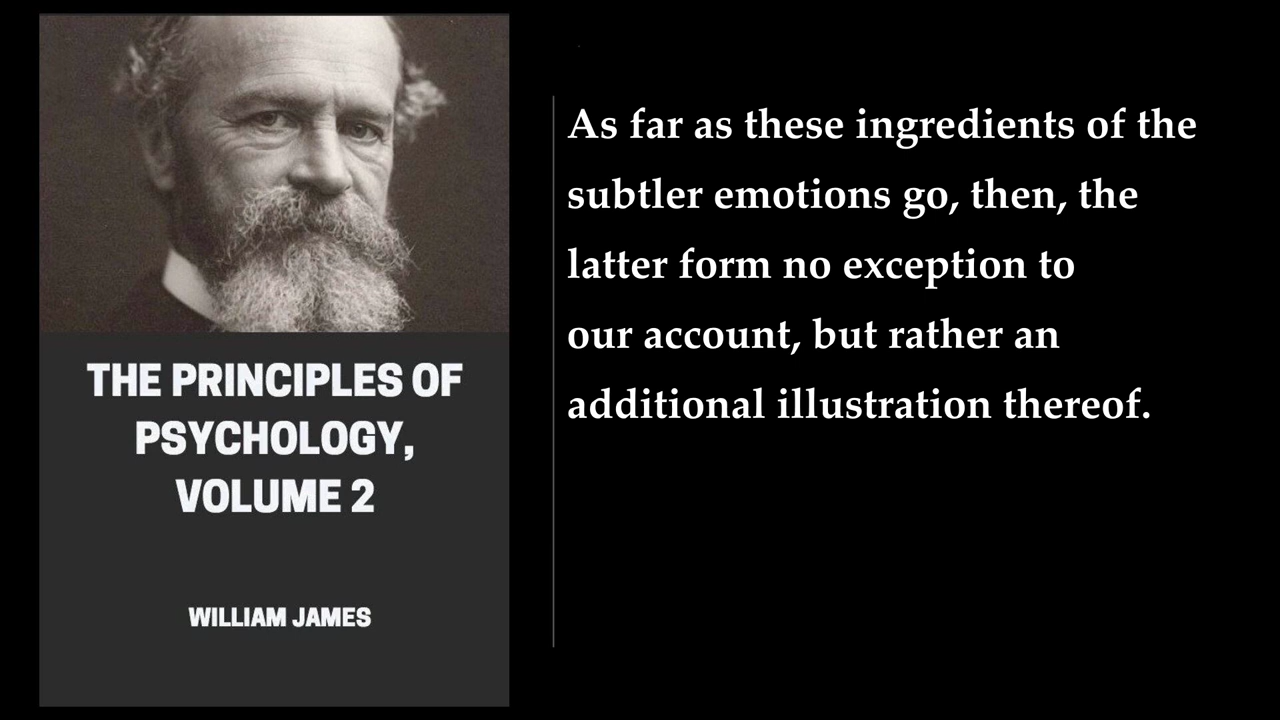 THE PRINCIPLES OF
PSYCHOLOGY,
VOLUME 2
WILLIAM JAMES
As far as these ingredients of the
subtler emotions go, then, the
latter form no exception to
our account, but rather an
additional illustration thereof.